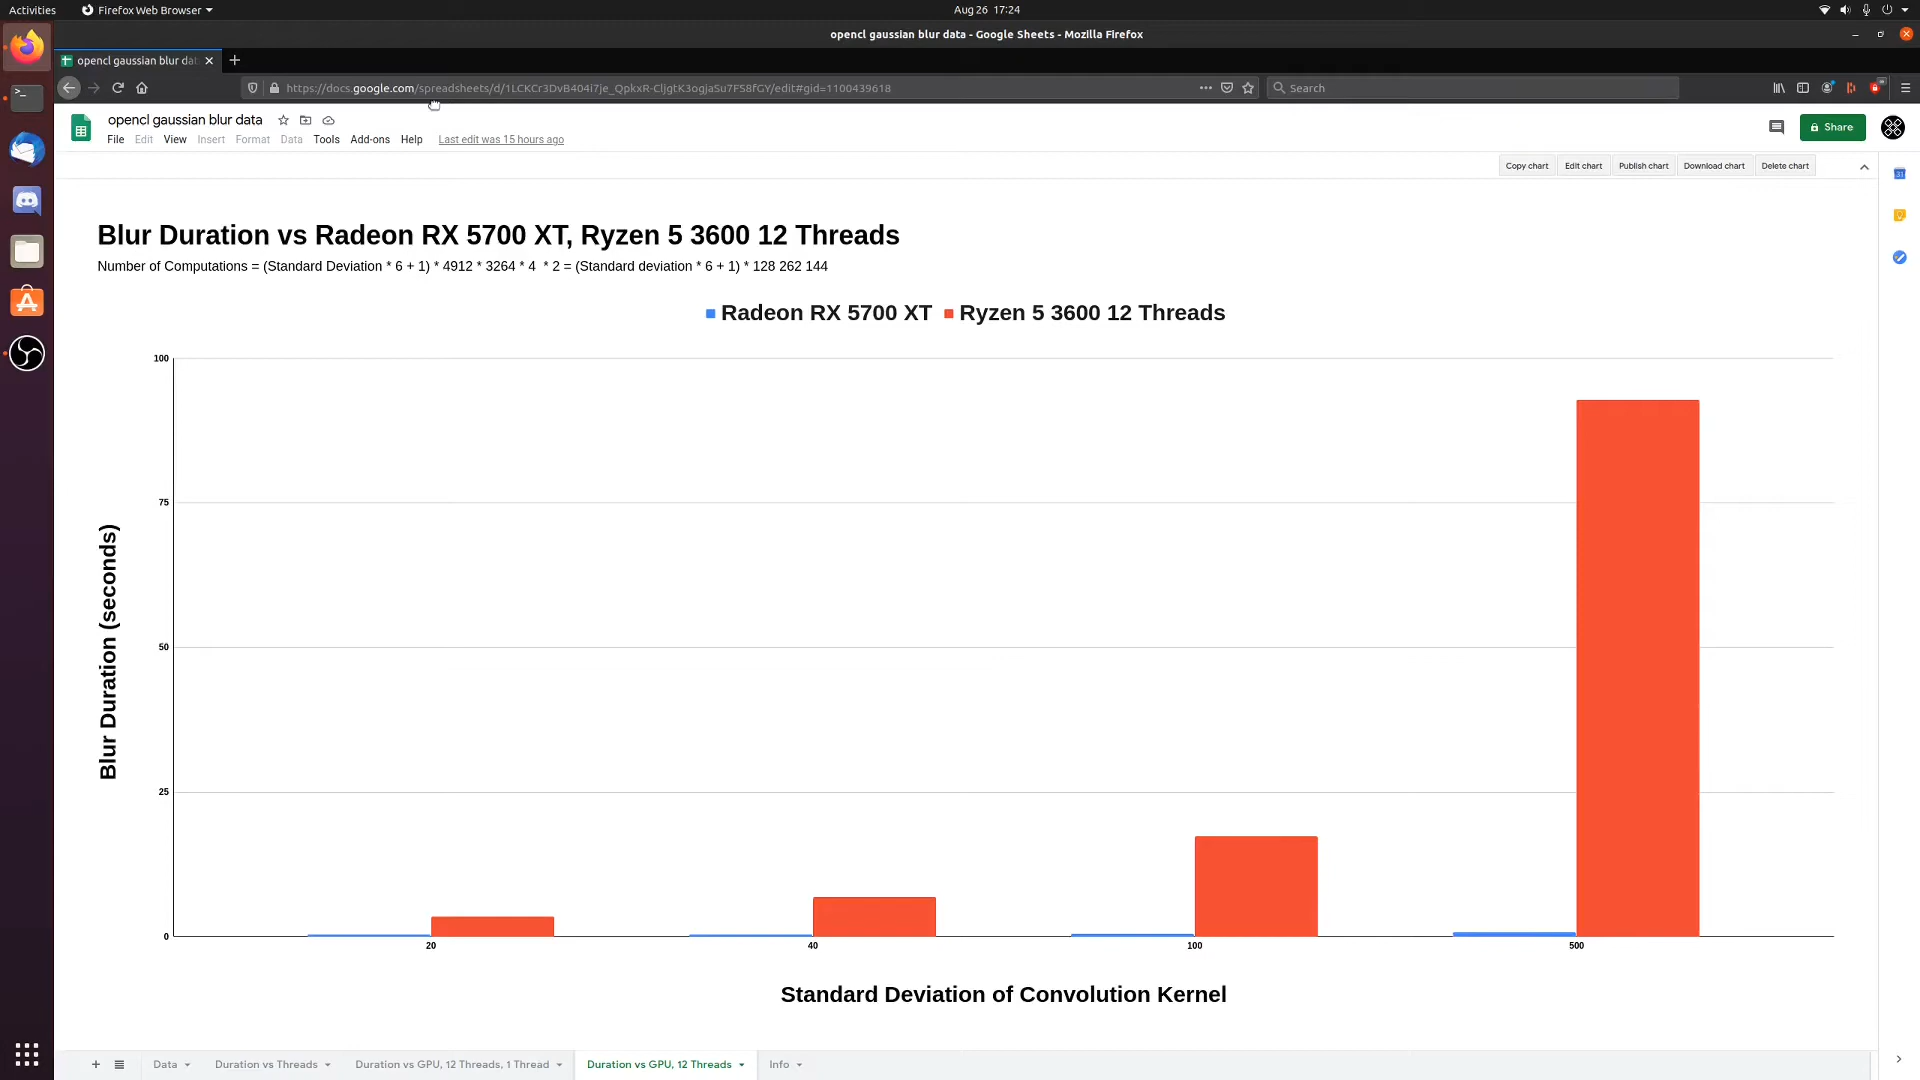 Activities
Firefox Web Browser
Aug 26 17:24
opencl gaussian blur data - Google Sheets - Mozilla Firefox
opencl gaussian blur dat
https://docs.google.com/spreadsheets/d/1LCKCr3DvB404i7je_QpkxR-CljgtK3ogjaSu7FS8fGY/edit#gid=1100439618
Search
opencl gaussian blur data
File Edit View Insert Format Data Tools Add-ons Help Last edit was 15 hours ago
Share
Copy chart Edit chart Publish chart Download chart Delete chart
31
Blur Duration vs Radeon RX 5700 XT, Ryzen 5 3600 12 Threads
Number of Computations = (Standard Deviation * 6 + 1) * 4912 * 3264 * 4 * 2 = (Standard deviation * 6 + 1) * 128 262 144
Radeon RX 5700 XT Ryzen 5 3600 12 Threads
100
75
50
25
0
Blur Duration (seconds)
20 40 100 500
Standard Deviation of Convolution Kernel
Data Duration vs Threads Duration vs GPU, 12 Threads, 1 Thread Duration vs GPU, 12 Threads Info